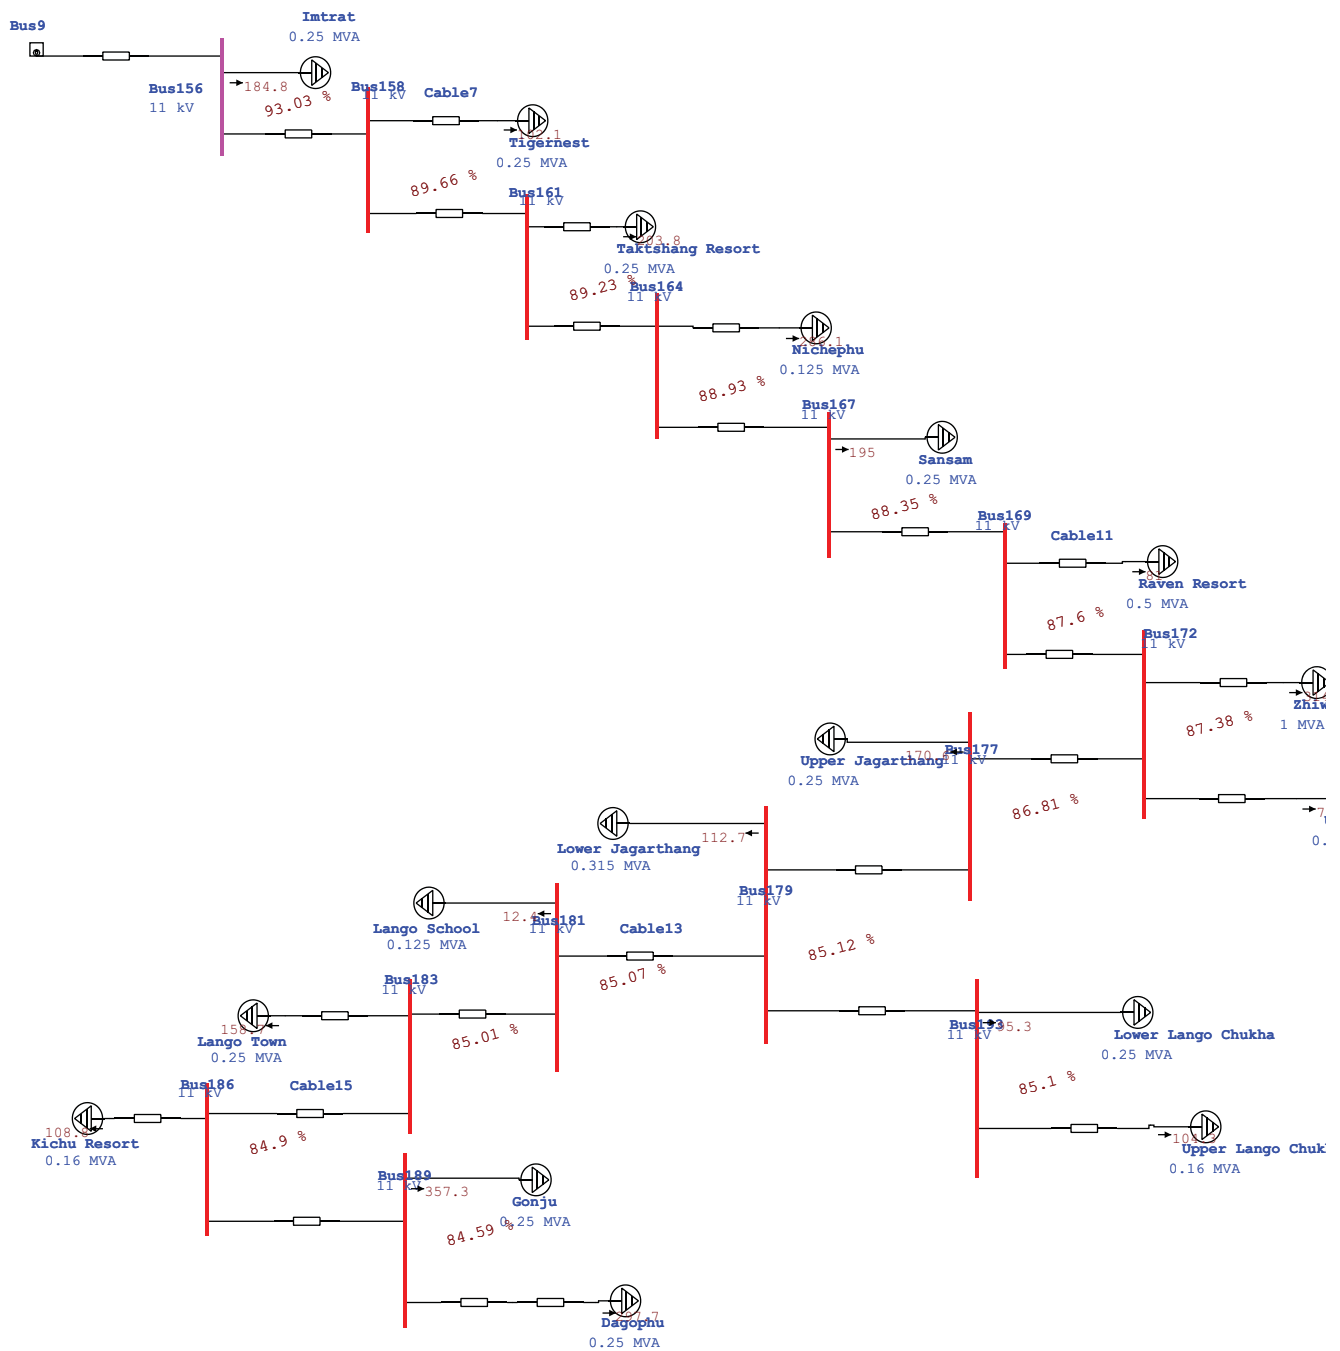 Bus9
Imtrat
0.25 MVA
Bus156
11 kV
184.8
93.03 %
Bus158
11 kV
Cable7
Tigernest
0.25 MVA
89.66 %
Bus161
11 kV
Taktshang Resort
0.25 MVA
89.23 %
Bus164
11 kV
Nichephu
0.125 MVA
88.93 %
Bus167
11 kV
195
Sansam
0.25 MVA
88.35 %
Bus169
11 kV
Cable11
Raven Resort
0.5 MVA
87.6 %
Bus172
11 kV
1 MVA
87.38 %
Upper Jagarthang
0.25 MVA
Bus177
11 kV
86.81 %
112.7
Lower Jagarthang
0.315 MVA
Bus179
11 kV
85.12 %
Lango School
0.125 MVA
Bus181
11 kV
Cable13
85.07 %
Bus183
11 kV
85.01 %
Lango Town
0.25 MVA
Bus193
11 kV
95.3
Lower Lango Chukha
0.25 MVA
85.1 %
Upper Lango
0.16 MVA
Bus186
11 kV
Cable15
84.9 %
Kichu Resort
0.16 MVA
Bus189
11 kV
357.3
Gonju
0.25 MVA
84.59 %
Dagophu
0.25 MVA